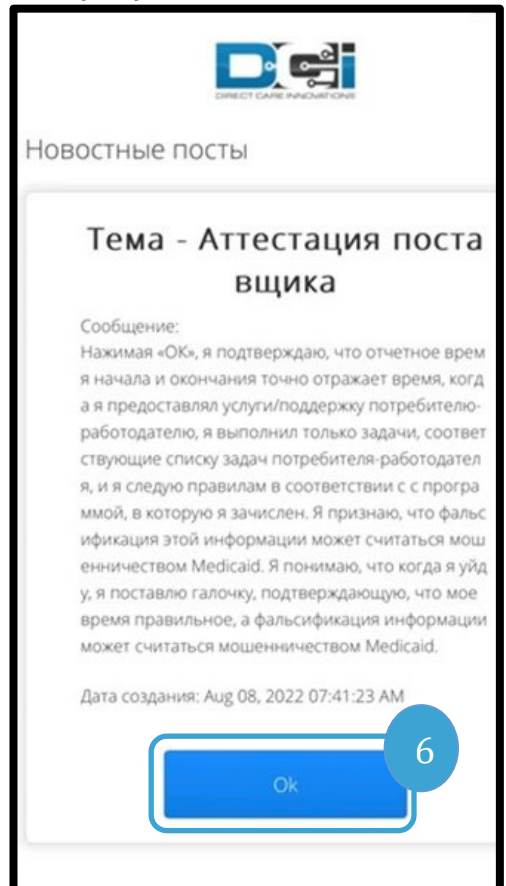 DCi
DIRECT CARE INNOVATIONS
Новостные посты
Тема - Аттестация поста
вщика
Сообщение:
Нажимая «ОК», я подтверждаю, что отчетное врем
я начала и окончания точно отражает время, когд
а я предоставлял услуги/поддержку потребителю-
работодателю, я выполнил только задачи, соответ
ствующие списку задач потребителя-работодател
я, и я следую правилам в соответствии с с програ
ммой, в которую я зачислен. Я признаю, что фальс
ификация этой информации может считаться мош
енничеством Medicaid. Я понимаю, что когда я уйд
у, я поставлю галочку, подтверждающую, что мое
время правильное, а фальсификация информации
может считаться мошенничеством Medicaid.
Дата создания: Aug 08, 2022 07:41:23 AM
6
Ok